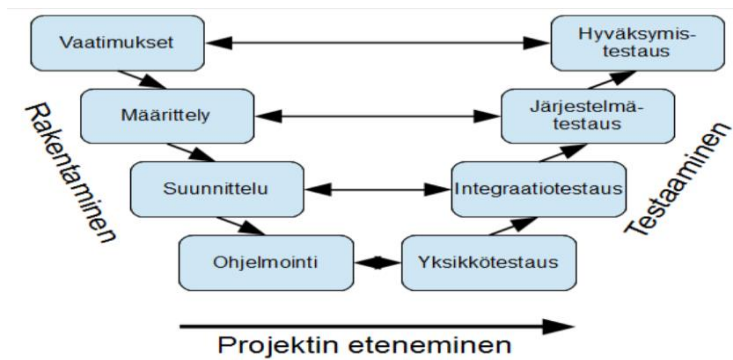 Vaatimukset
Hyväksymis-
testaus
Määrittely
Järjestelmä-
testaus
Suunnittelu
Integraatiotestaus
Ohjelmointi
Yksikkötestaus
Rakentaminen
Testaaminen
Projektin eteneminen